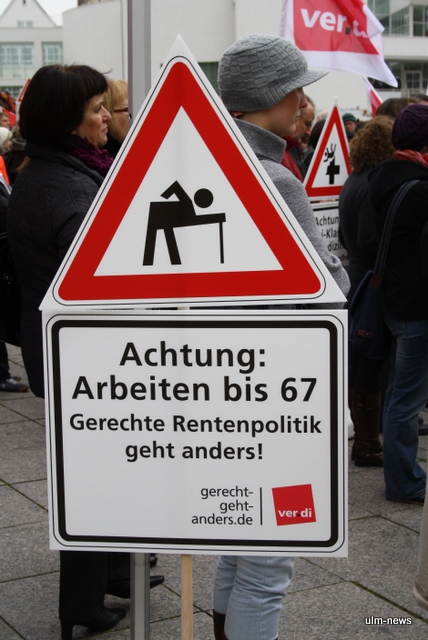 ver.di
Achtung:
Arbeiten bis 67
Gerechte Rentenpolitik
geht anders!
gerecht-
geht-
anders.de
ver.di
ulm-news